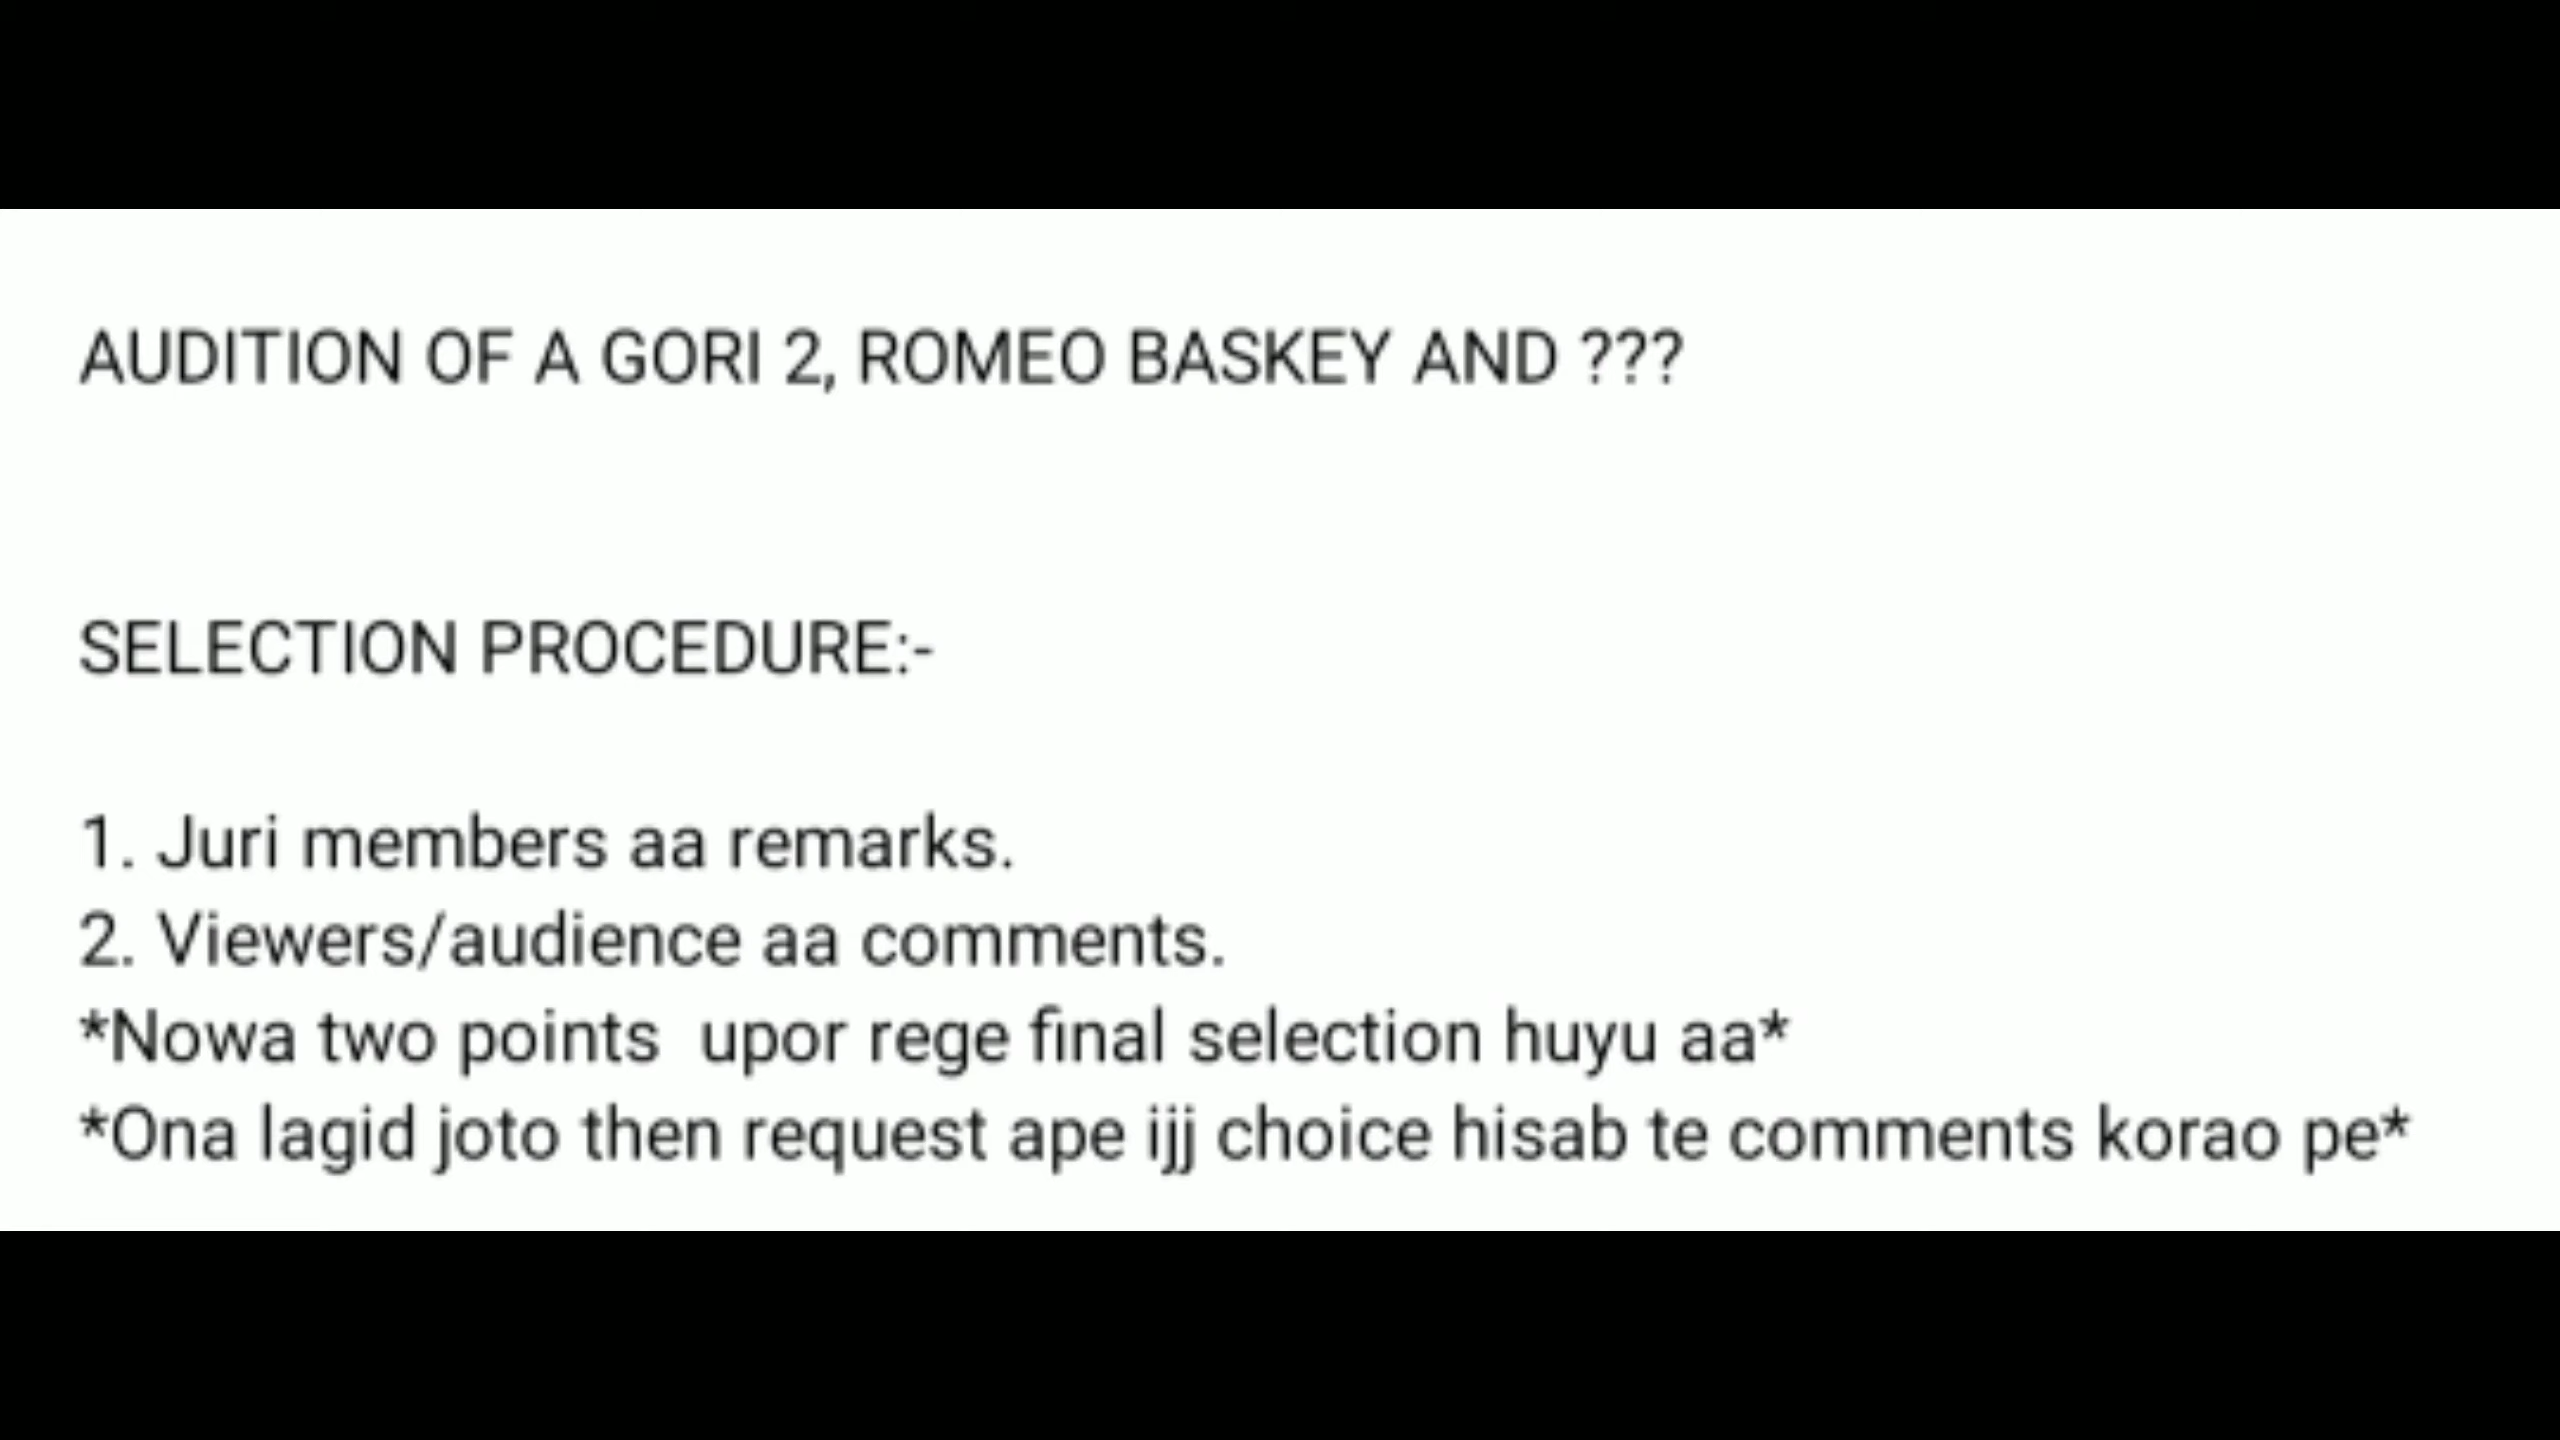 AUDITION OF A GORI 2, ROMEO BASKEY AND ???
SELECTION PROCEDURE:-
1. Juri members aa remarks.
2. Viewers/audience aa comments.
*Nowa two points  upor rege final selection huyu aa*
*Ona lagid joto then request ape ijj choice hisab te comments korao pe*